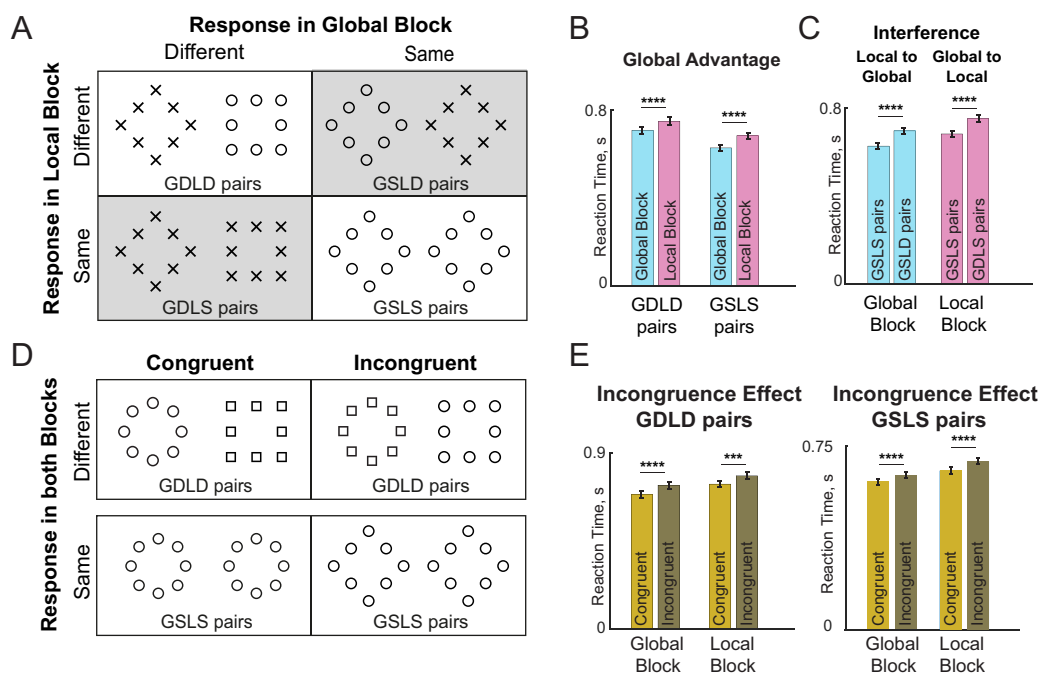 A
Response in Global Block
Different
Same
Response in Local Block
Different
Same
GDLD pairs
GSLD pairs
GDLS pairs
GSLS pairs
B
Global Advantage
Reaction Time, s
0.8
0
****
****
Global Block
Local Block
Global Block
Local Block
GDLD
pairs
GSLS
pairs
C
Interference
Local to
Global
Global to
Local
Reaction Time, s
0.8
0
****
****
GSLS pairs
GSLD pairs
GSLS pairs
GDLS pairs
Global
Block
Local
Block
D
Congruent
Incongruent
Response in both Blocks
Different
Same
GDLD pairs
GDLD pairs
GSLS pairs
GSLS pairs
E
Incongruence Effect
GDLD pairs
Reaction Time, s
0.9
0
****
***
Congruent
Incongruent
Congruent
Incongruent
Global
Block
Local
Block
Incongruence Effect
GSLS pairs
Reaction Time, s
0.75
0
****
****
Congruent
Incongruent
Congruent
Incongruent
Global
Block
Local
Block